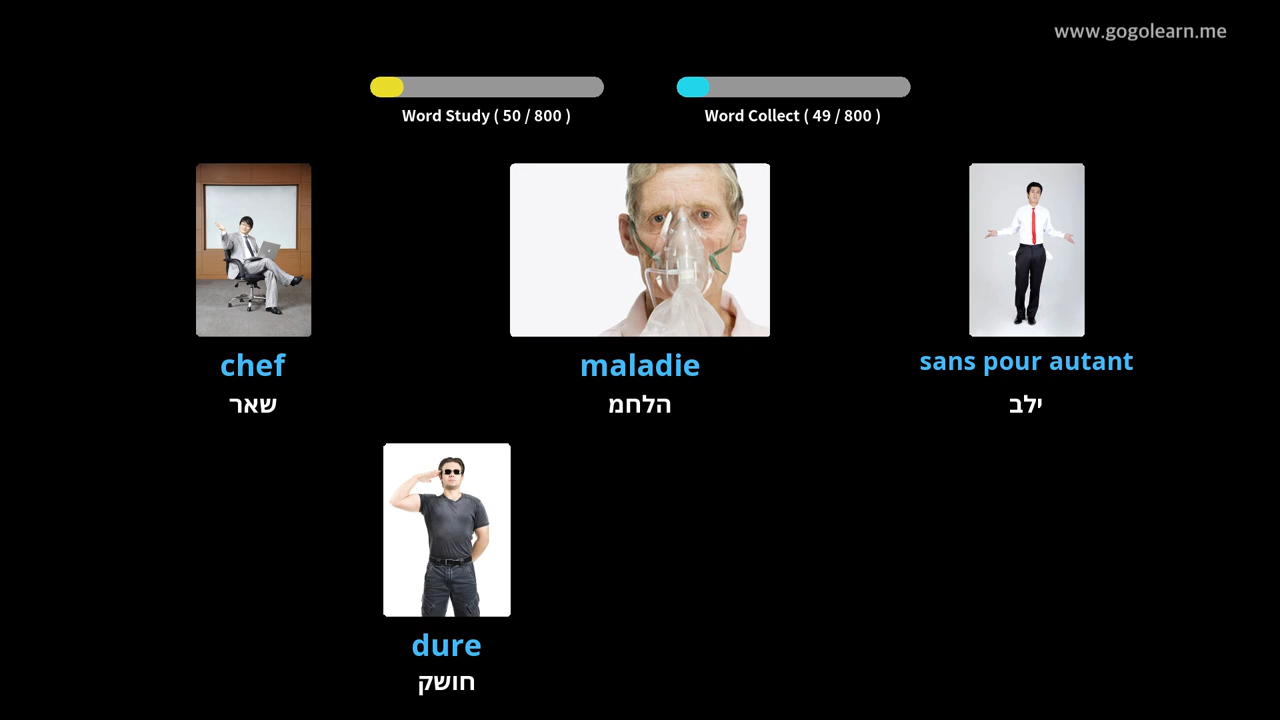 www.gogolearn.me
Word Study ( 50 / 800 )
Word Collect ( 49 / 800 )
chef
שאר
maladie
הלחמ
sans pour autant
ילב
dure
חושק